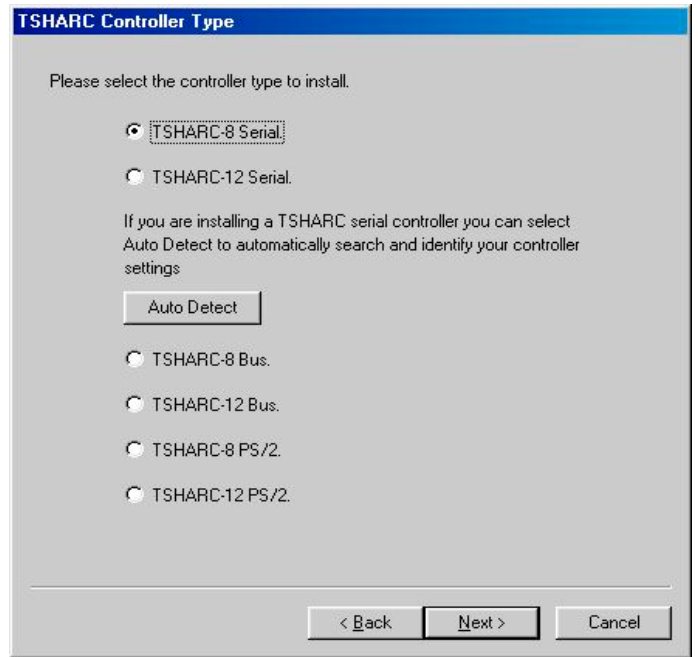 TSHARC Controller Type
Please select the controller type to install.
TSHARC-8 Serial.
TSHARC-12 Serial.
If you are installing a TSHARC serial controller you can select
Auto Detect to automatically search and identify your controller
settings
Auto Detect
TSHARC-8 Bus.
TSHARC-12 Bus.
TSHARC-8 PS/2.
TSHARC-12 PS/2.
< Back
Next >
Cancel